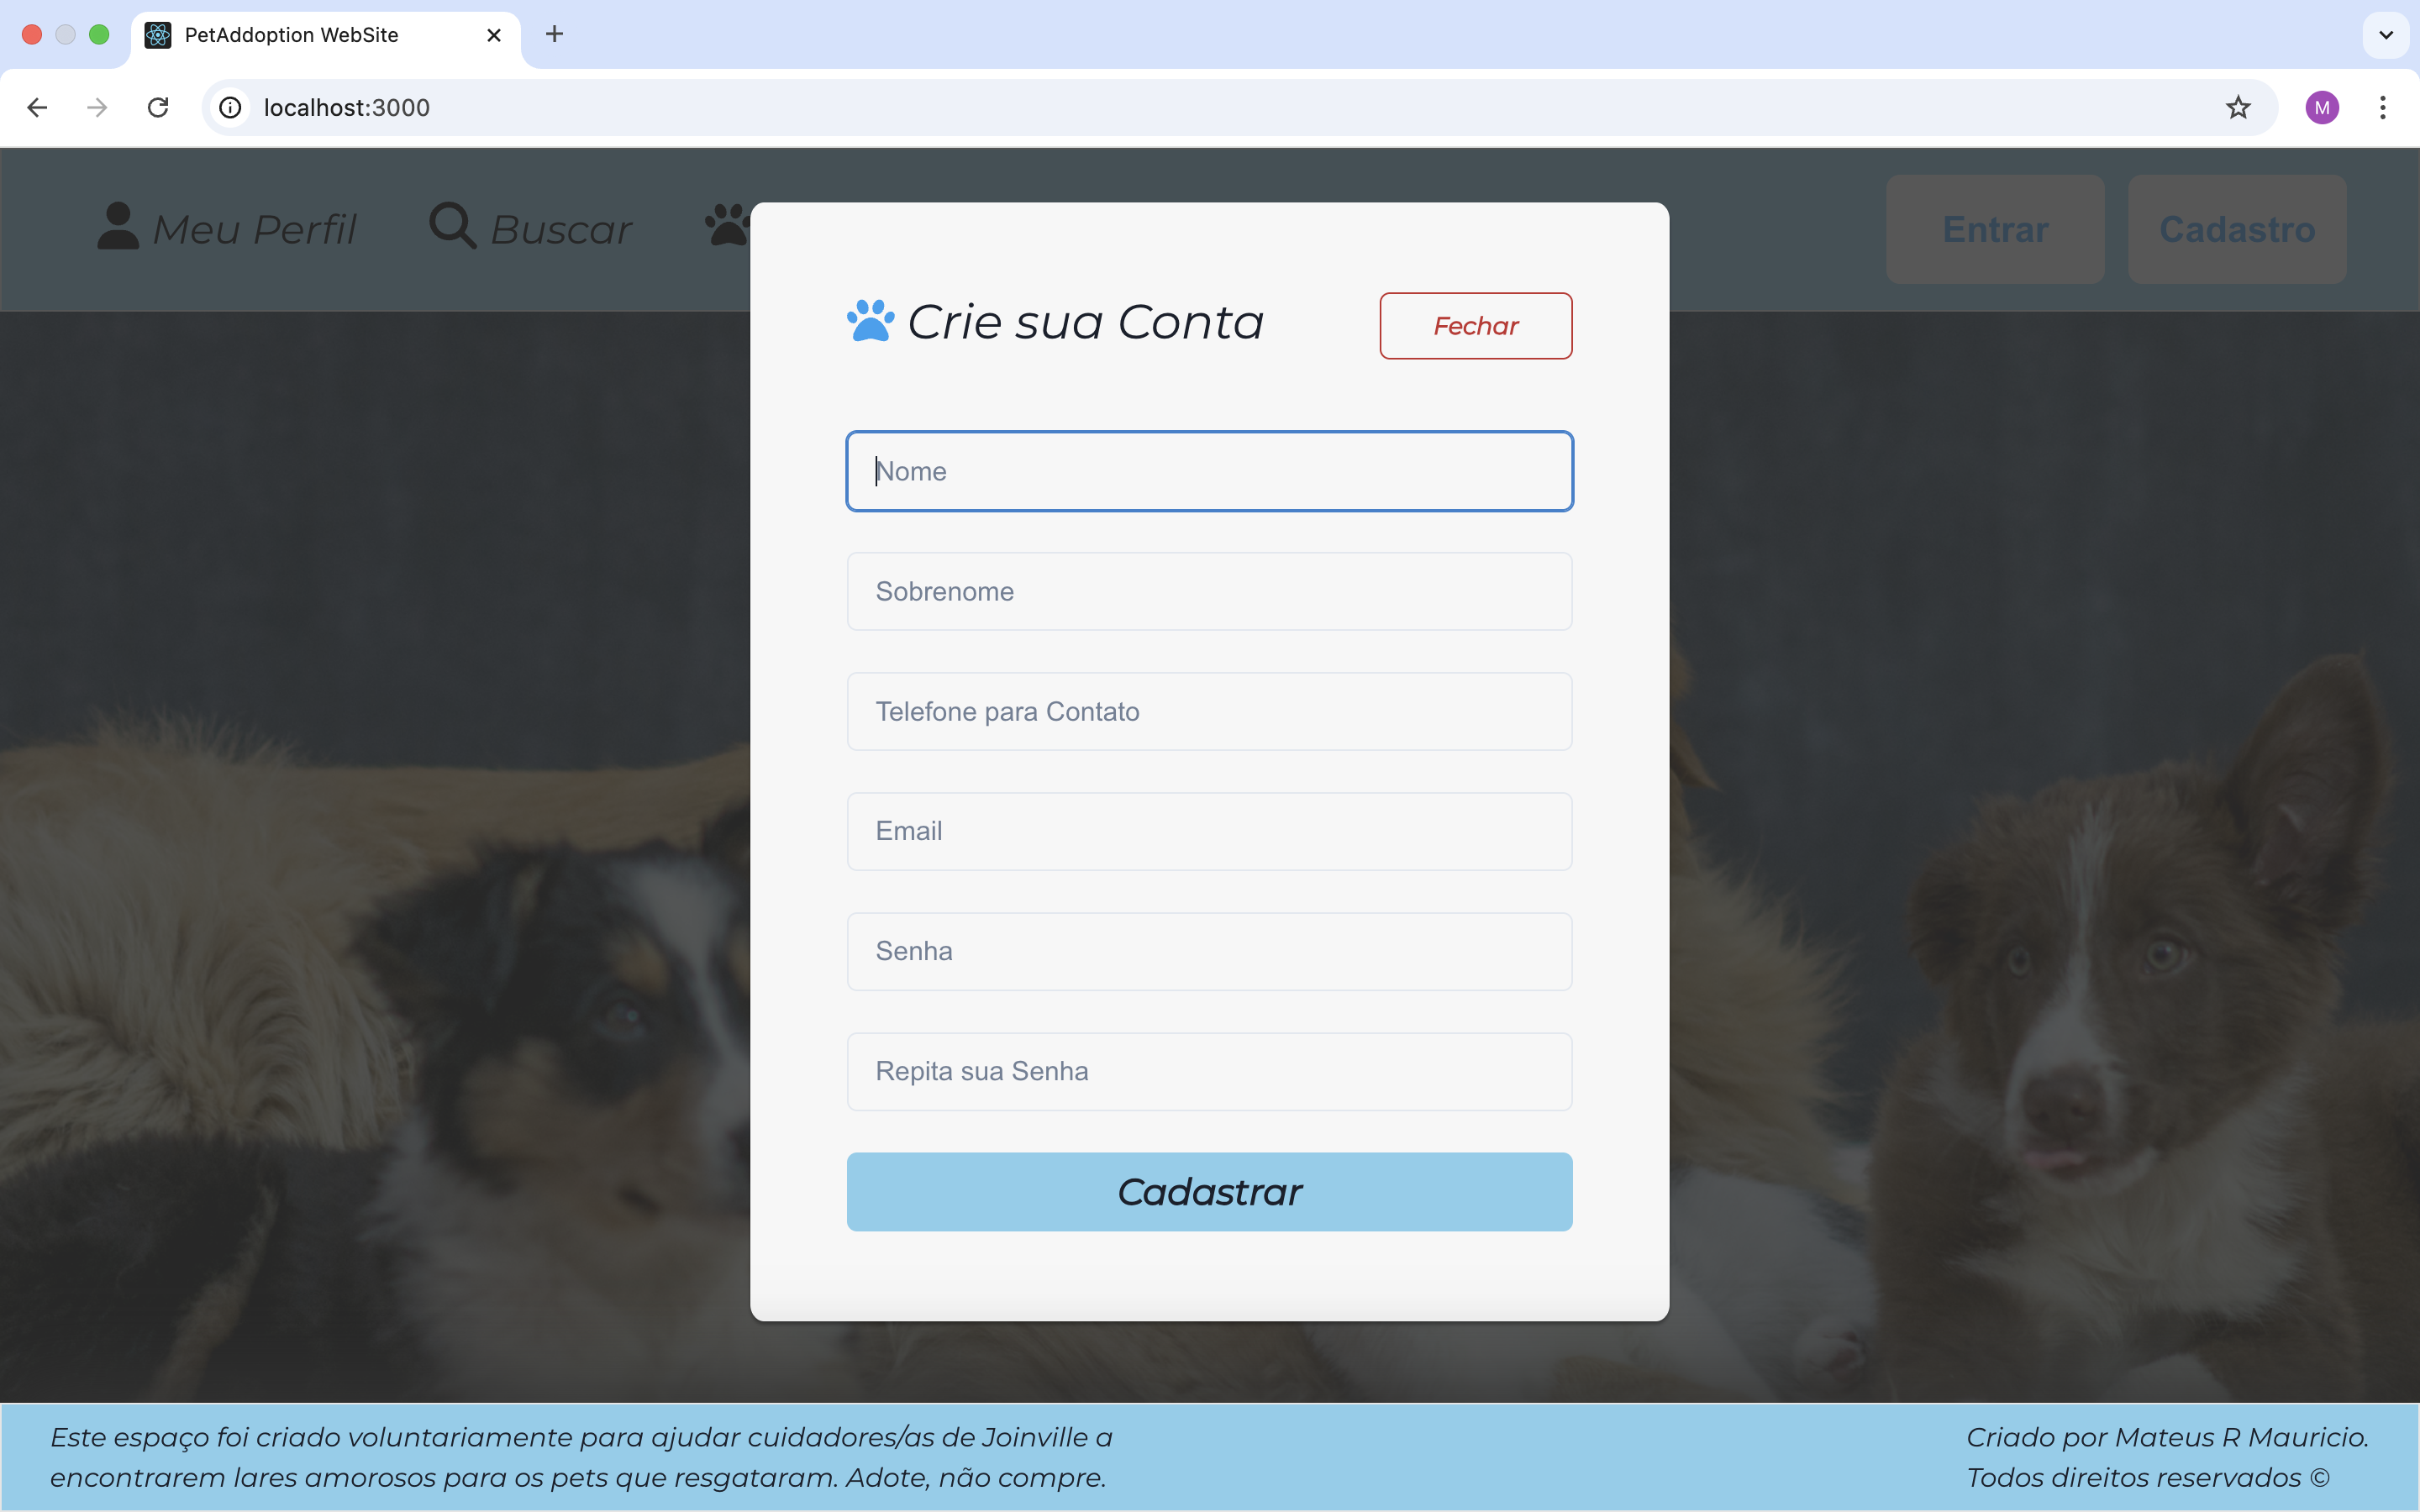 PetAddoption WebSite
localhost:3000
M
Meu Perfil
Buscar
Entrar
Cadastro
Crie sua Conta
Fechar
Nome
Sobrenome
Telefone para Contato
Email
Senha
Repita sua Senha
Cadastrar
Este espaço foi criado voluntariamente para ajudar cuidadores/as de Joinville a
encontrarem lares amorosos para os pets que resgataram. Adote, não compre.
Criado por Mateus R Mauricio.
Todos direitos reservados ©